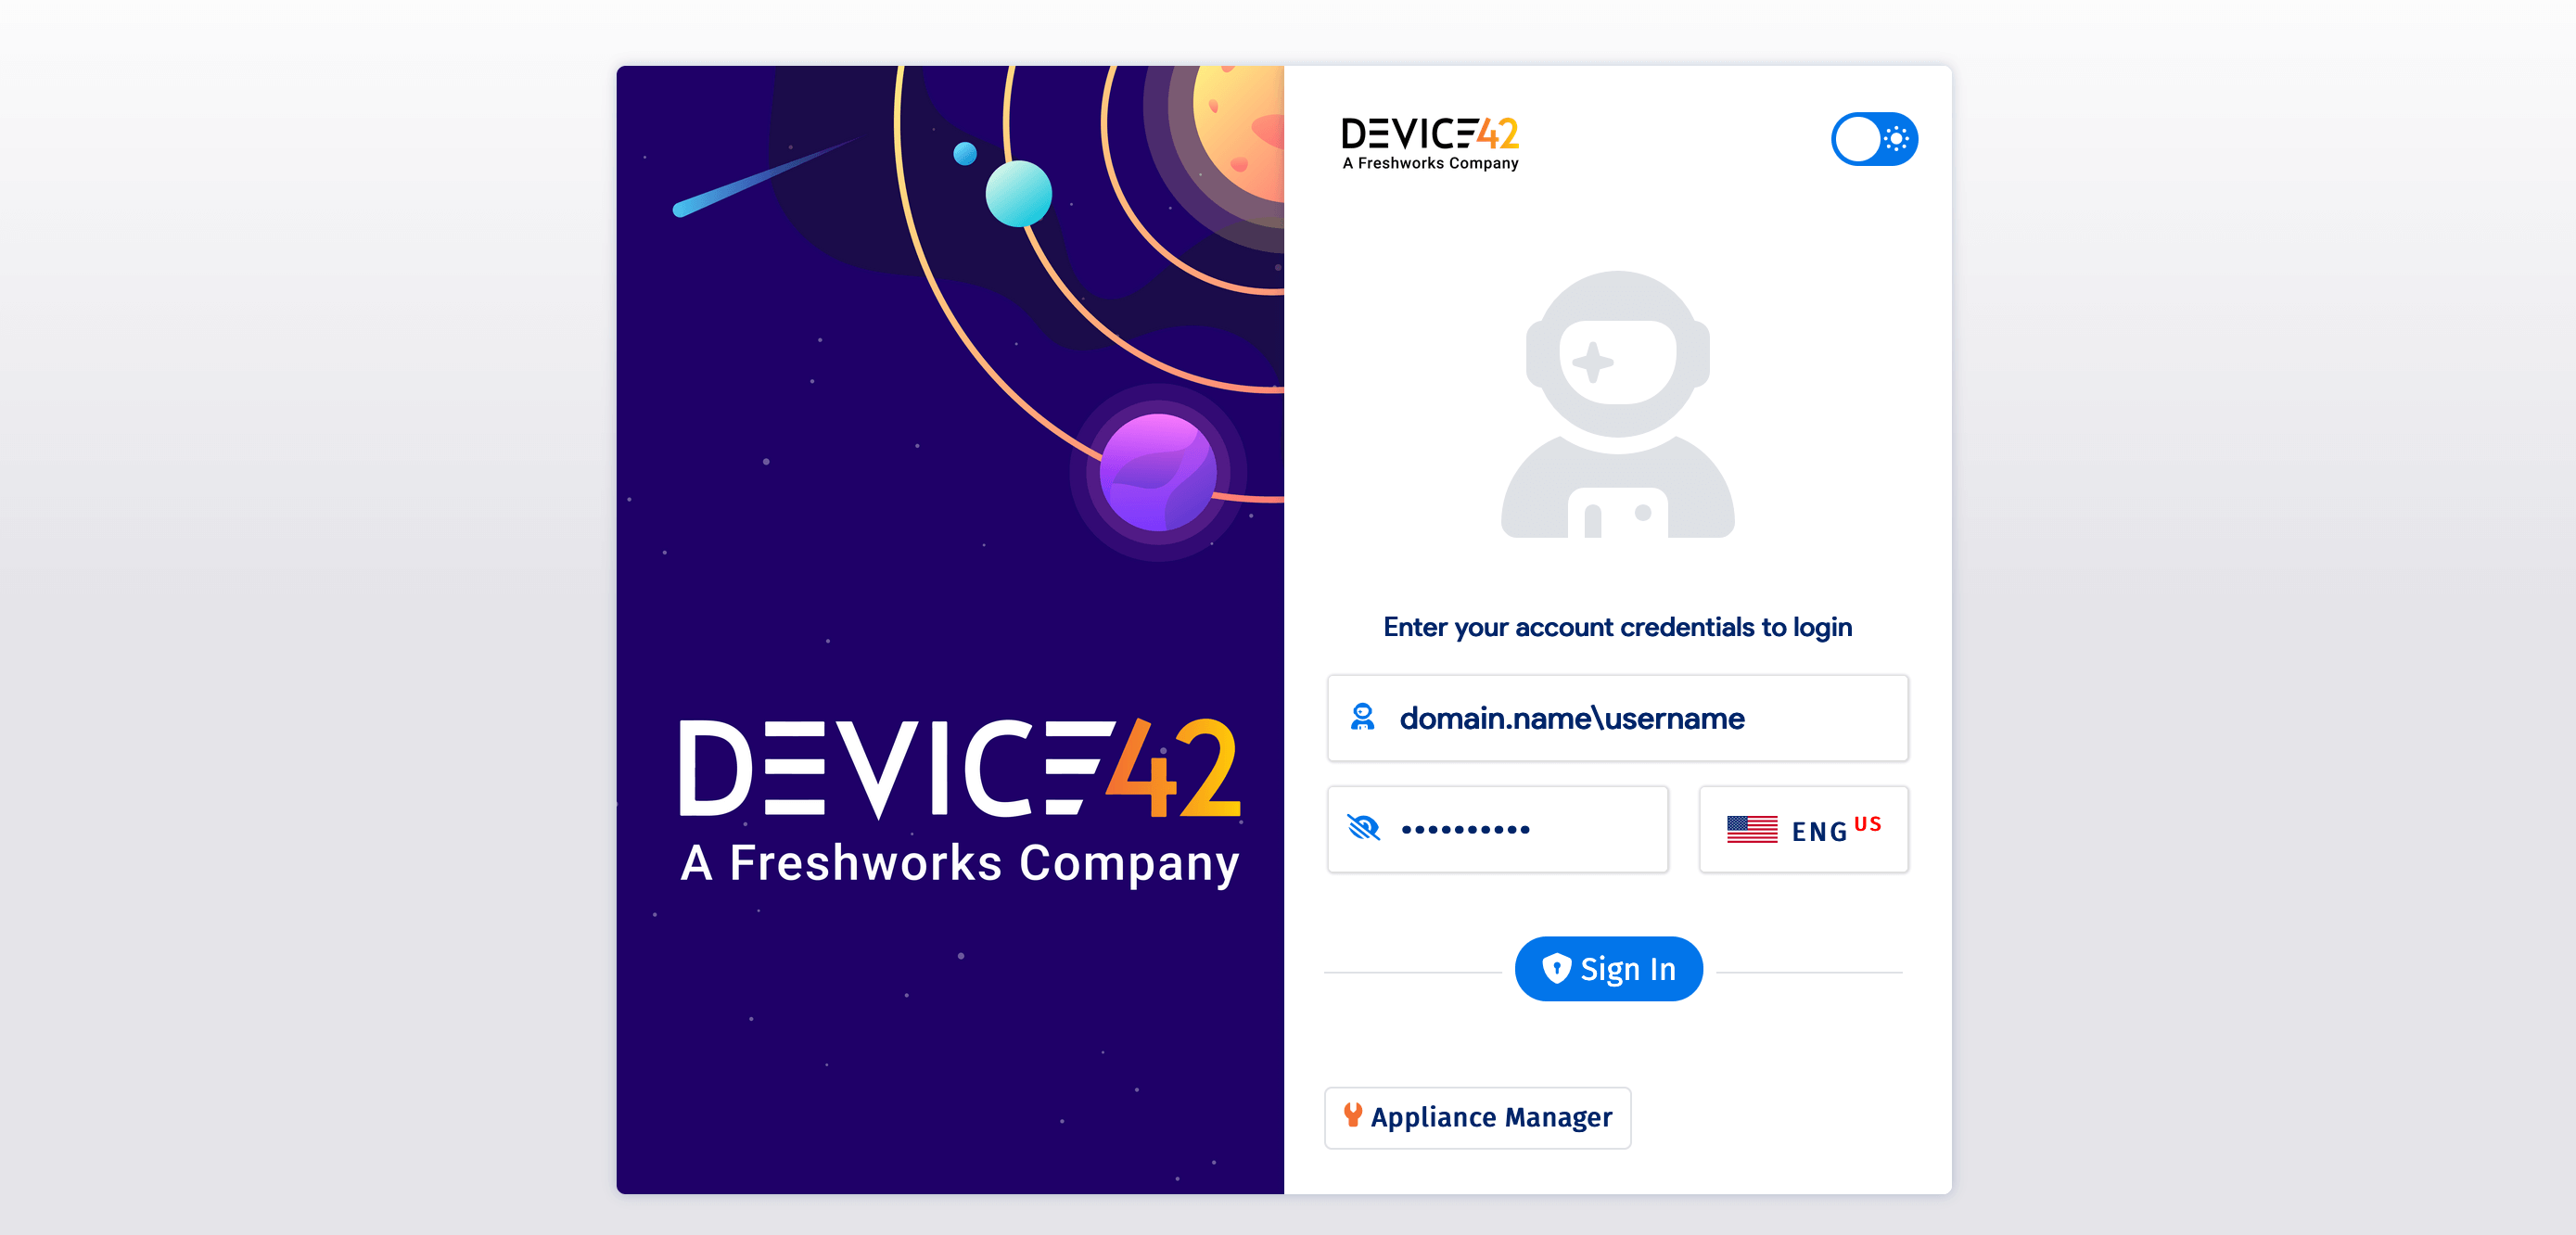 DEVICE42
A Freshworks Company
DEVICE42
A Freshworks Company
Enter your account credentials to login
domain.name\username
••••••••••
ENG US
Sign In
Appliance Manager